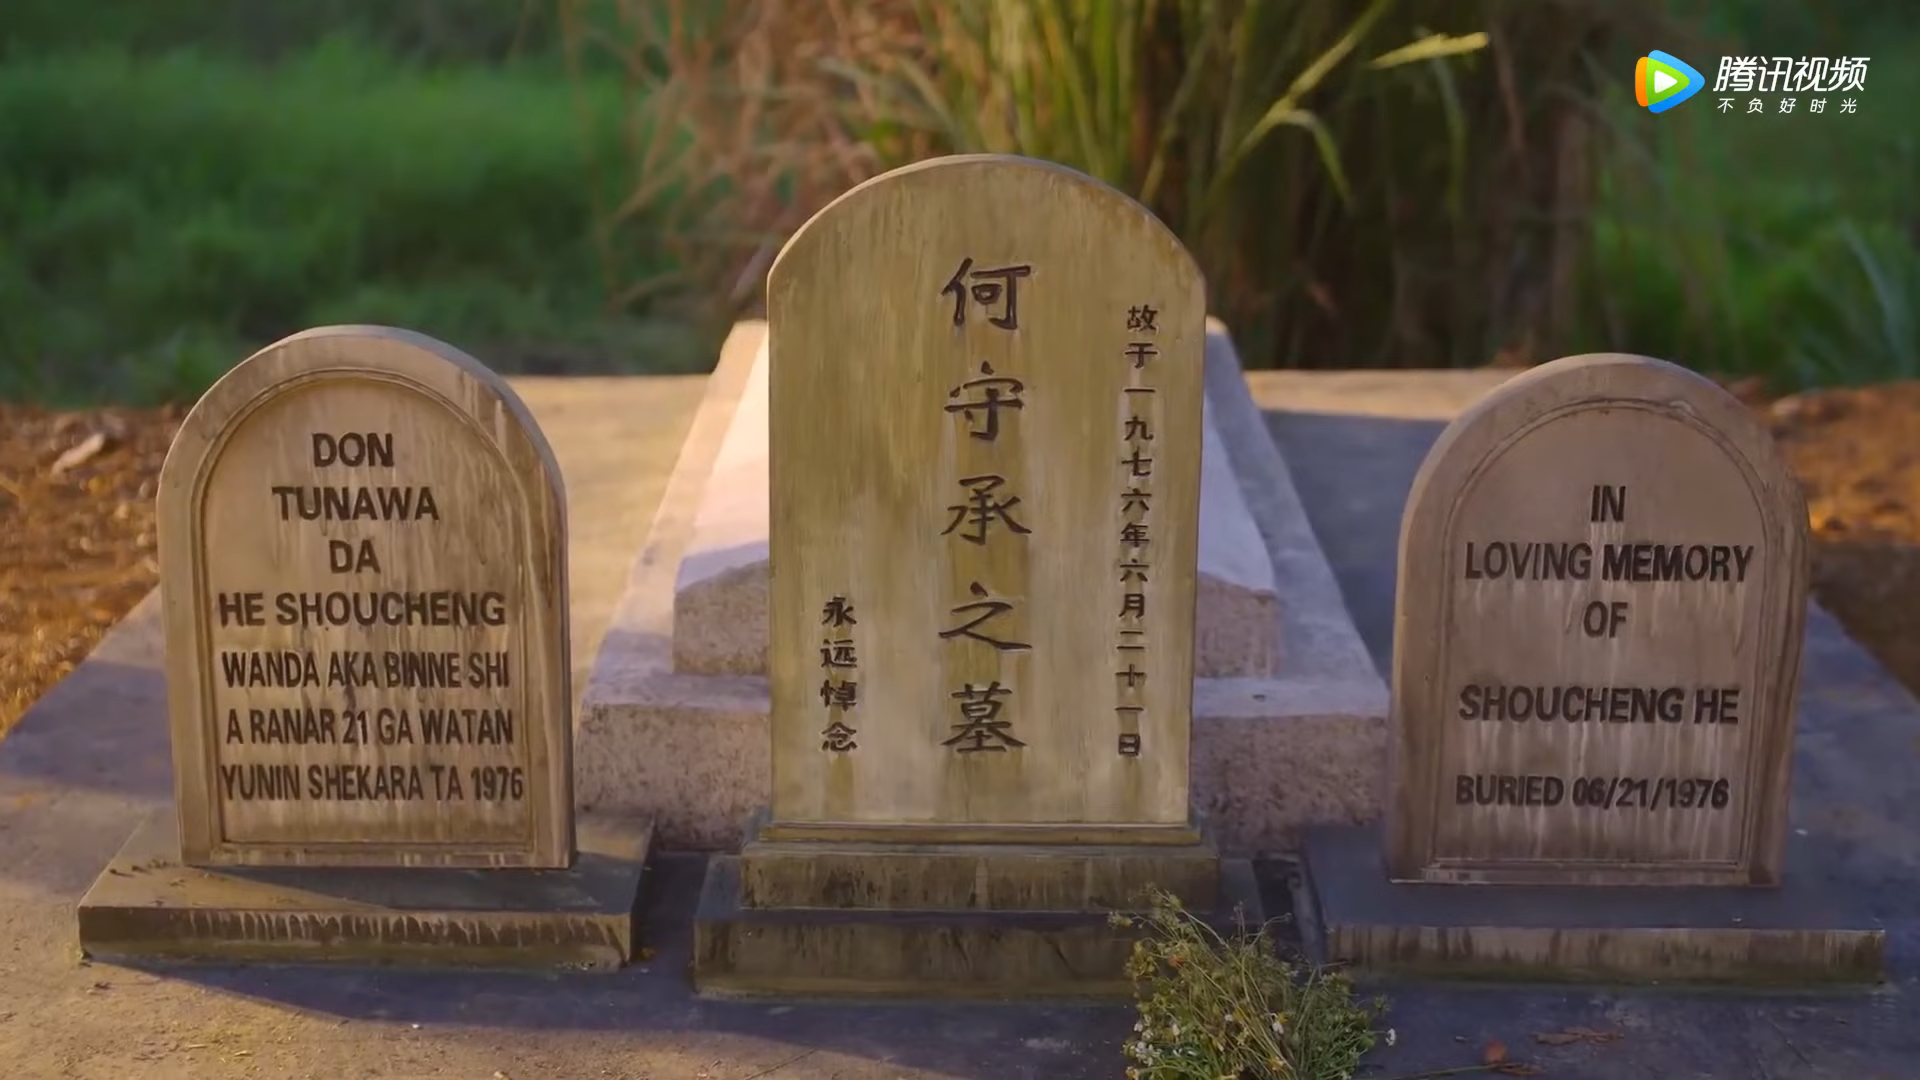 腾讯视频
不负好时光
DON
TUNAWA
DA
HE SHOUCHENG
WANDA AKA BINNE SHI
A RANAR 21 GA WATAN
YUNIN SHEKARA TA 1976
故于一九七六年六月二十一日
何守承之墓
永远悼念
IN
LOVING MEMORY
OF
SHOUCHENG HE
BURIED 06/21/1976